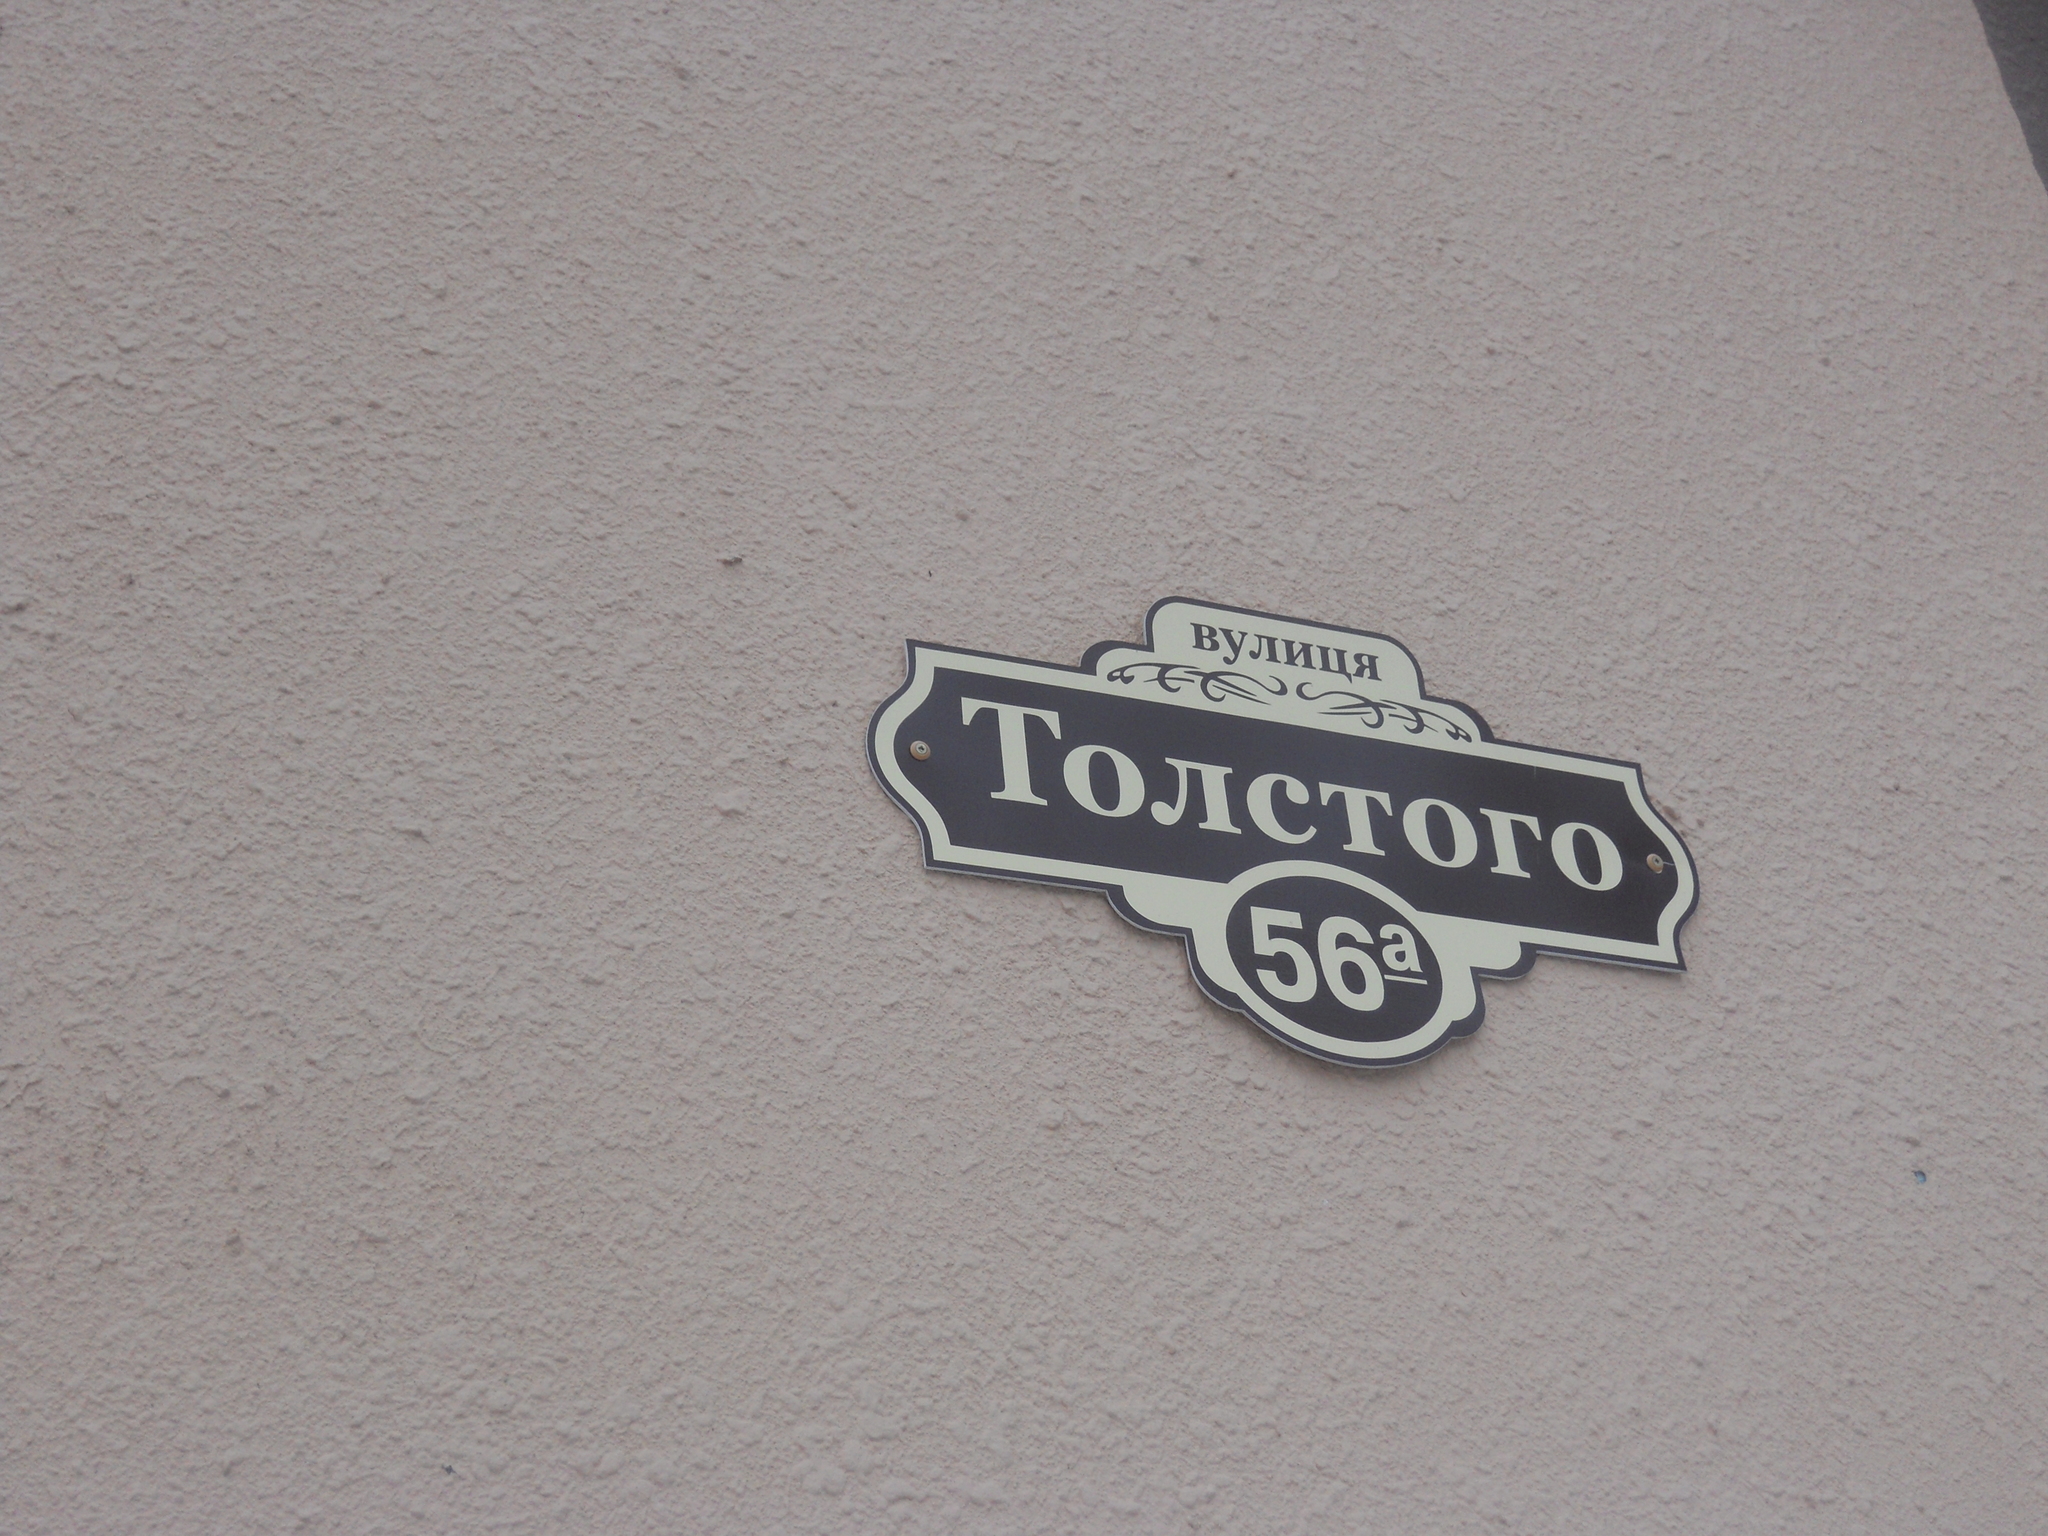 вулиця
Толстого
56а